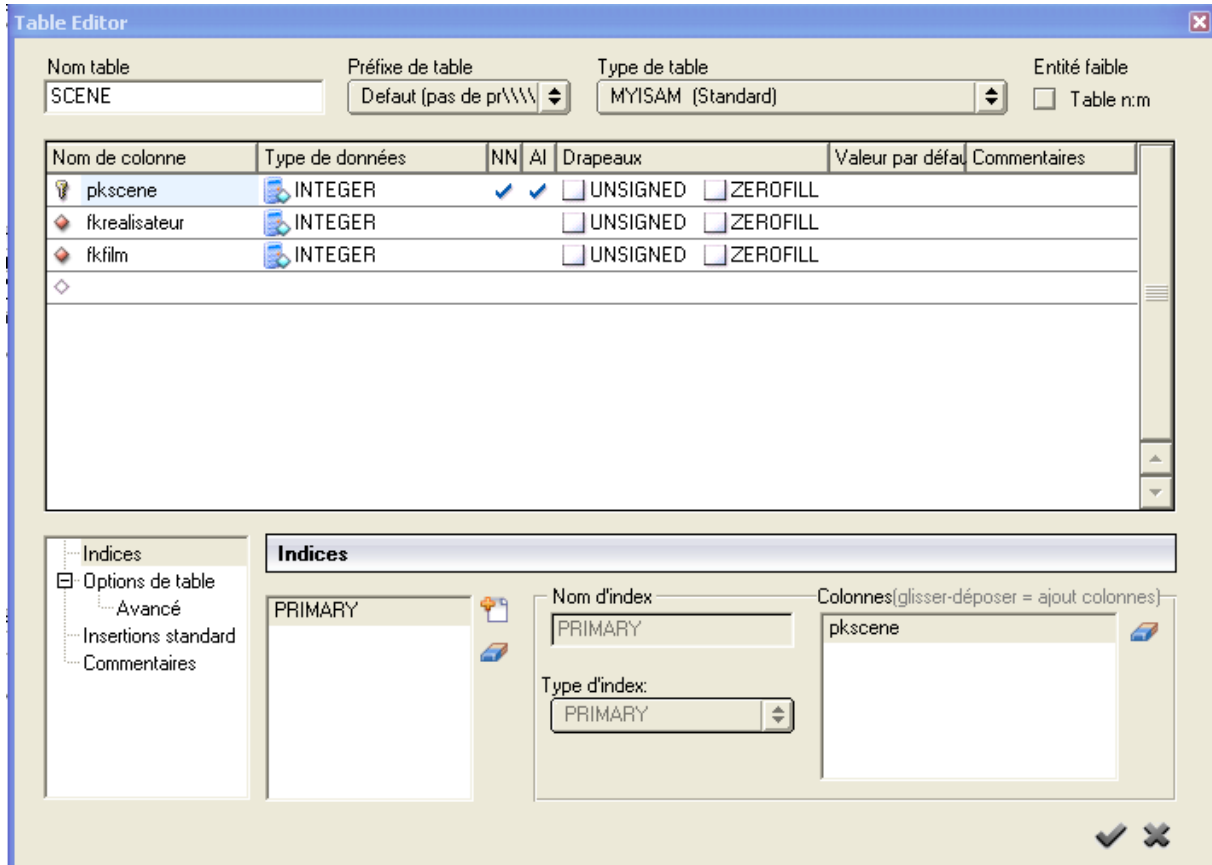 Table Editor
Nom table Préfixe de table Type de table Entité faible
SCENE Defaut (pas de pr\\\\ MYISAM (Standard) Table n:m
Nom de colonne Type de données NN AI Drapeaux Valeur par défau Commentaires
pkscene INTEGER UNSIGNED ZEROFILL
fkrealisateur INTEGER UNSIGNED ZEROFILL
fkfilm INTEGER UNSIGNED ZEROFILL
Indices
Options de table
Avancé
Insertions standard
Commentaires
Indices
PRIMARY
Nom d'index
PRIMARY
Type d'index:
PRIMARY
Colonnes(glisser-déposer = ajout colonnes)
pkscene